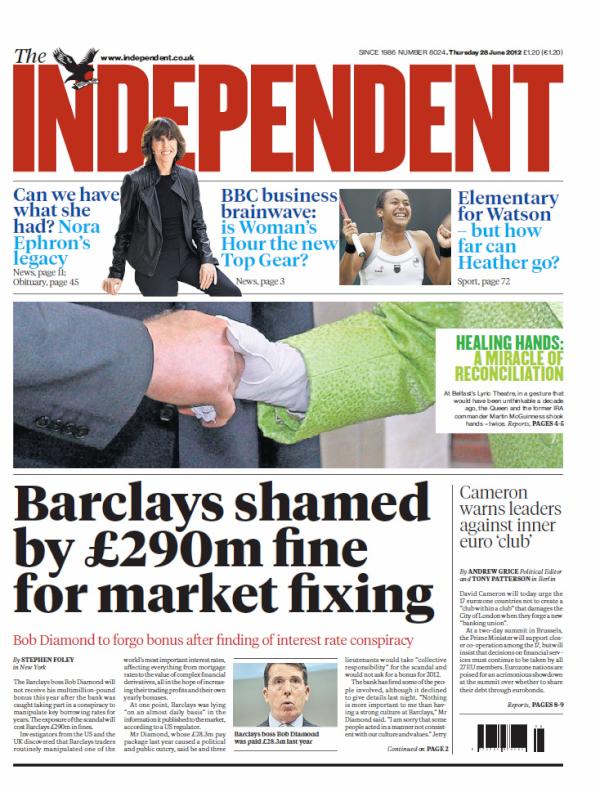 The
INDEPENDENT
www.independent.co.uk
SINCE 1986 NUMBER 8024. Thursday 28 June 2012 £1.20 (€1.20)
Can we have
what she
had? Nora
Ephron's
legacy
News, page 11;
Obituary, page 45
BBC business
brainwave:
is Woman's
Hour the new
Top Gear?
News, page 3
Elementary
for Watson
– but how
far can
Heather go?
Sport, page 72
HEALING HANDS:
A MIRACLE OF
RECONCILIATION
At Belfast's Lyric Theatre, in a gesture that
would have been unthinkable a decade
ago, the Queen and the former IRA
commander Martin McGuinness shook
hands – twice. Reports, PAGES 4-5
Barclays shamed
by £290m fine
for market fixing
Bob Diamond to forgo bonus after finding of interest rate conspiracy
By STEPHEN FOLEY
in New York
The Barclays boss Bob Diamond will
not receive his multimillion-pound
bonus this year after the bank was
caught taking part in a conspiracy to
manipulate key borrowing rates for
years. The exposure of the scandal will
cost Barclays £290m in fines.
Investigators from the US and the
UK discovered that Barclays traders
routinely manipulated one of the
world's most important interest rates,
affecting everything from mortgage
rates to the value of complex financial
derivatives, all in the hope of increas-
ing their trading profits and their own
yearly bonuses.
At one point, Barclays was lying
"on an almost daily basis" in the
information it published to the market,
according to a US regulator.
Mr Diamond, whose £28.3m pay
package last year caused a political
and public outcry, said he and three
Barclays boss Bob Diamond
was paid £28.3m last year
lieutenants would take "collective
responsibility" for the scandal and
would not ask for a bonus for 2012.
The bank has fired some of the peo-
ple involved, although it declined
to give details last night. "Nothing
is more important to me than hav-
ing a strong culture at Barclays," Mr
Diamond said. "I am sorry that some
people acted in a manner not consist-
ent with our culture and values." Jerry
Continued on PAGE 2
Cameron
warns leaders
against inner
euro 'club'
By ANDREW GRICE Political Editor
and TONY PATTERSON in Berlin
David Cameron will today urge the
17 eurozone countries not to create a
"club within a club" that damages the
City of London when they forge a new
"banking union".
At a two-day summit in Brussels,
the Prime Minister will support clos-
er co-operation among the 17, but will
insist that decisions on financial serv-
ices must continue to be taken by all
27 EU members. Eurozone nations are
poised for an acrimonious showdown
at the summit over whether to share
their debt through eurobonds.
Reports, PAGES 8-9